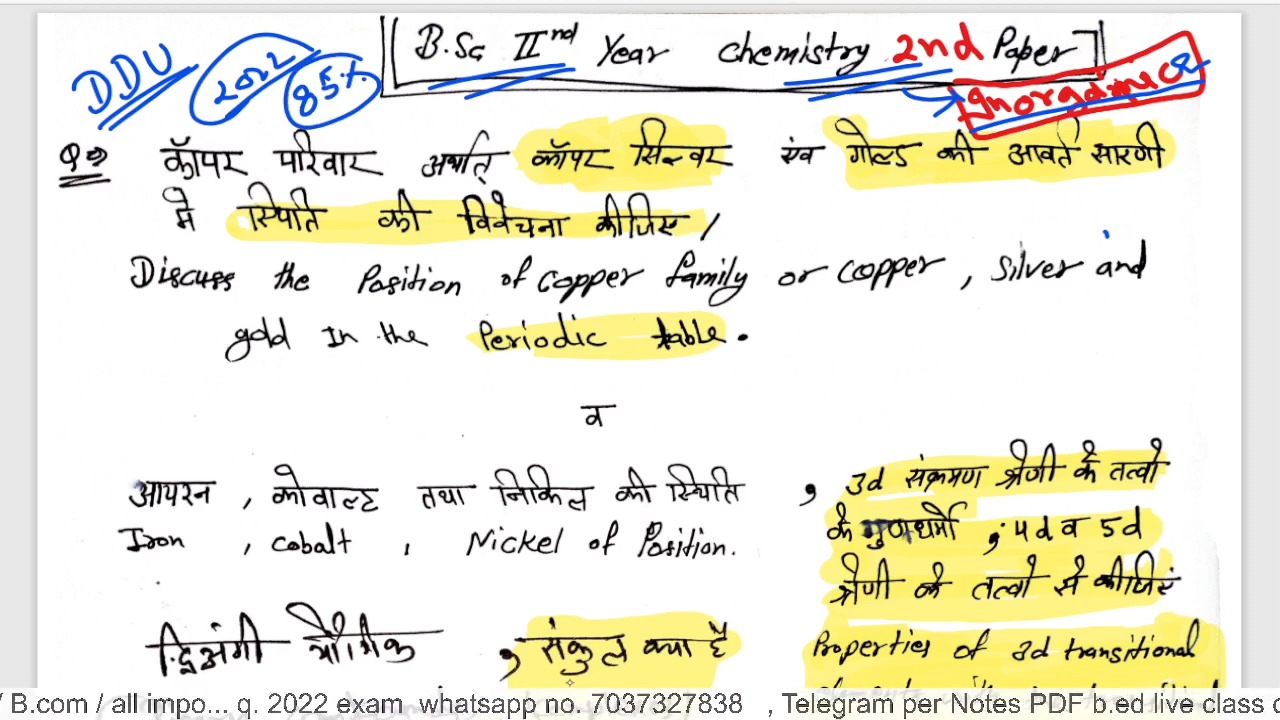 DDU 2022 85%
B.Sc IInd Year Chemistry 2nd Paper
Inorganic
Q⇒ कॉपर परिवार अर्थात् कॉपर सिल्वर एंव गोल्ड की आवर्त सारणी
मे स्थिति की विवेचना कीजिए /
Discuss the Position of Copper family or Copper, Silver and
gold In the Periodic table.
व
आयरन , कोवाल्ट तथा निकिल की स्थिति
Iron , Cobalt , Nickel of Position.
, 3d संक्रमण श्रेणी के तत्वो
के गुणधर्मो ; 4d व 5d
श्रेणी के तत्वो से कीजिएं
द्विअंगी यौगिक , संकुल क्या है
Properties of 3d transitional
/ B.com / all impo... q. 2022 exam whatsapp no. 7037327838 , Telegram per Notes PDF b.ed live class